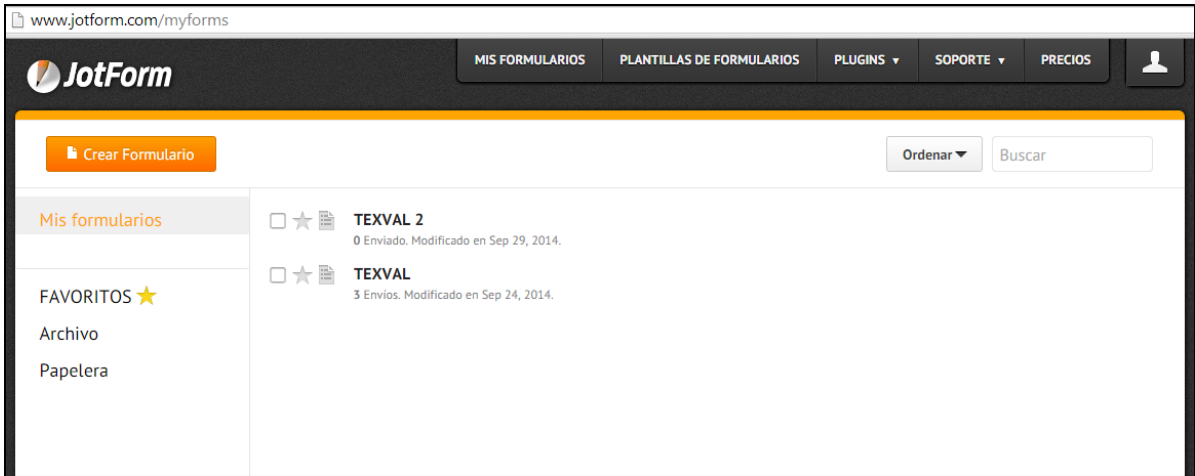 www.jotform.com/myforms
JotForm
MIS FORMULARIOS
PLANTILLAS DE FORMULARIOS
PLUGINS ▼
SOPORTE ▼
PRECIOS
Crear Formulario
Ordenar▼
Buscar
Mis formularios
FAVORITOS
Archivo
Papelera
TEXVAL 2
0 Enviado. Modificado en Sep 29, 2014.
TEXVAL
3 Envíos. Modificado en Sep 24, 2014.